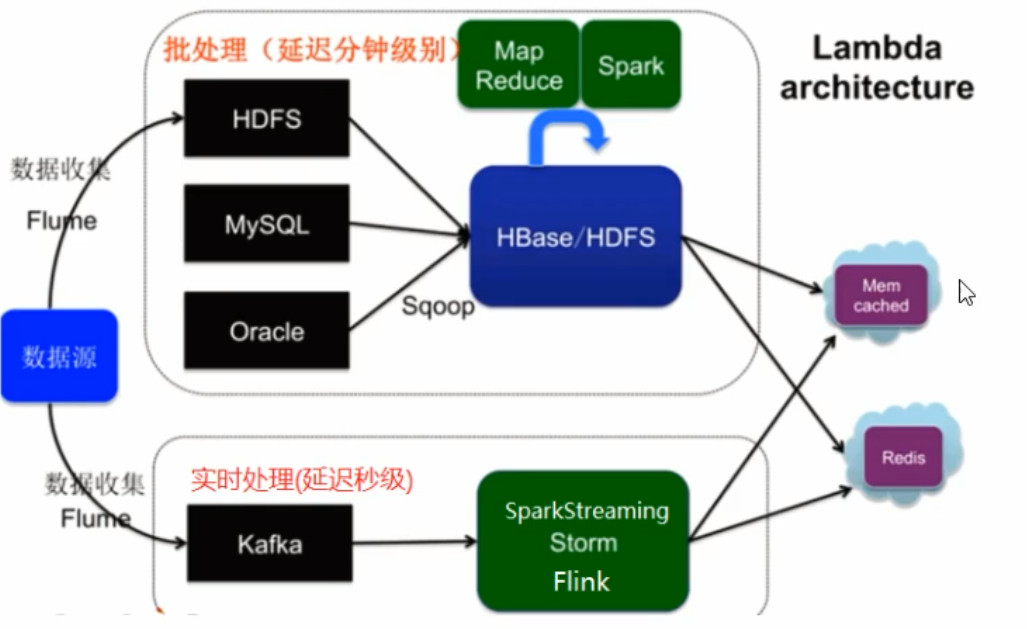 批处理（延迟分钟级别）
Map
Reduce
Spark
Lambda
architecture
HDFS
数据收集
Flume
MySQL
HBase/HDFS
Sqoop
Oracle
Mem
cached
数据源
Redis
数据收集
Flume
实时处理(延迟秒级)
Kafka
SparkStreaming
Storm
Flink